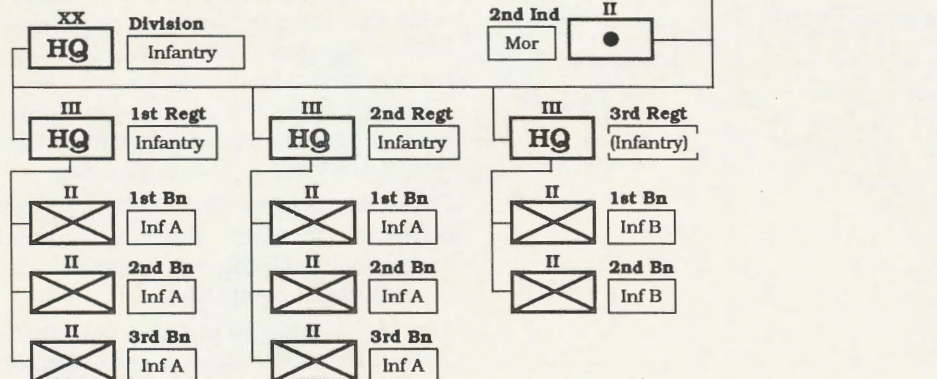 XX
HQ
Division
Infantry
2nd Ind
Mor
II
III
HQ
1st Regt
Infantry
III
HQ
2nd Regt
Infantry
III
HQ
3rd Regt
(Infantry)
II
1st Bn
Inf A
II
1st Bn
Inf A
II
1st Bn
Inf B
II
2nd Bn
Inf A
II
2nd Bn
Inf A
II
2nd Bn
Inf B
II
3rd Bn
Inf A
II
3rd Bn
Inf A